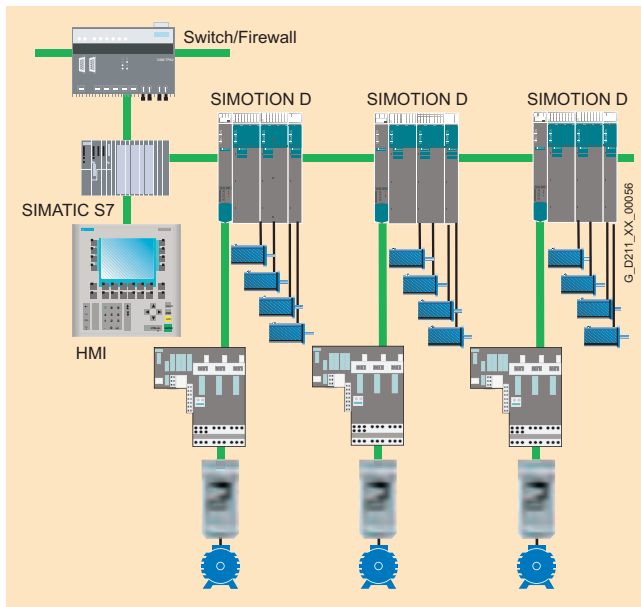 Switch/Firewall
SIMOTION D
SIMOTION D
SIMOTION D
SIMATIC S7
HMI
G_D211_XX_00056